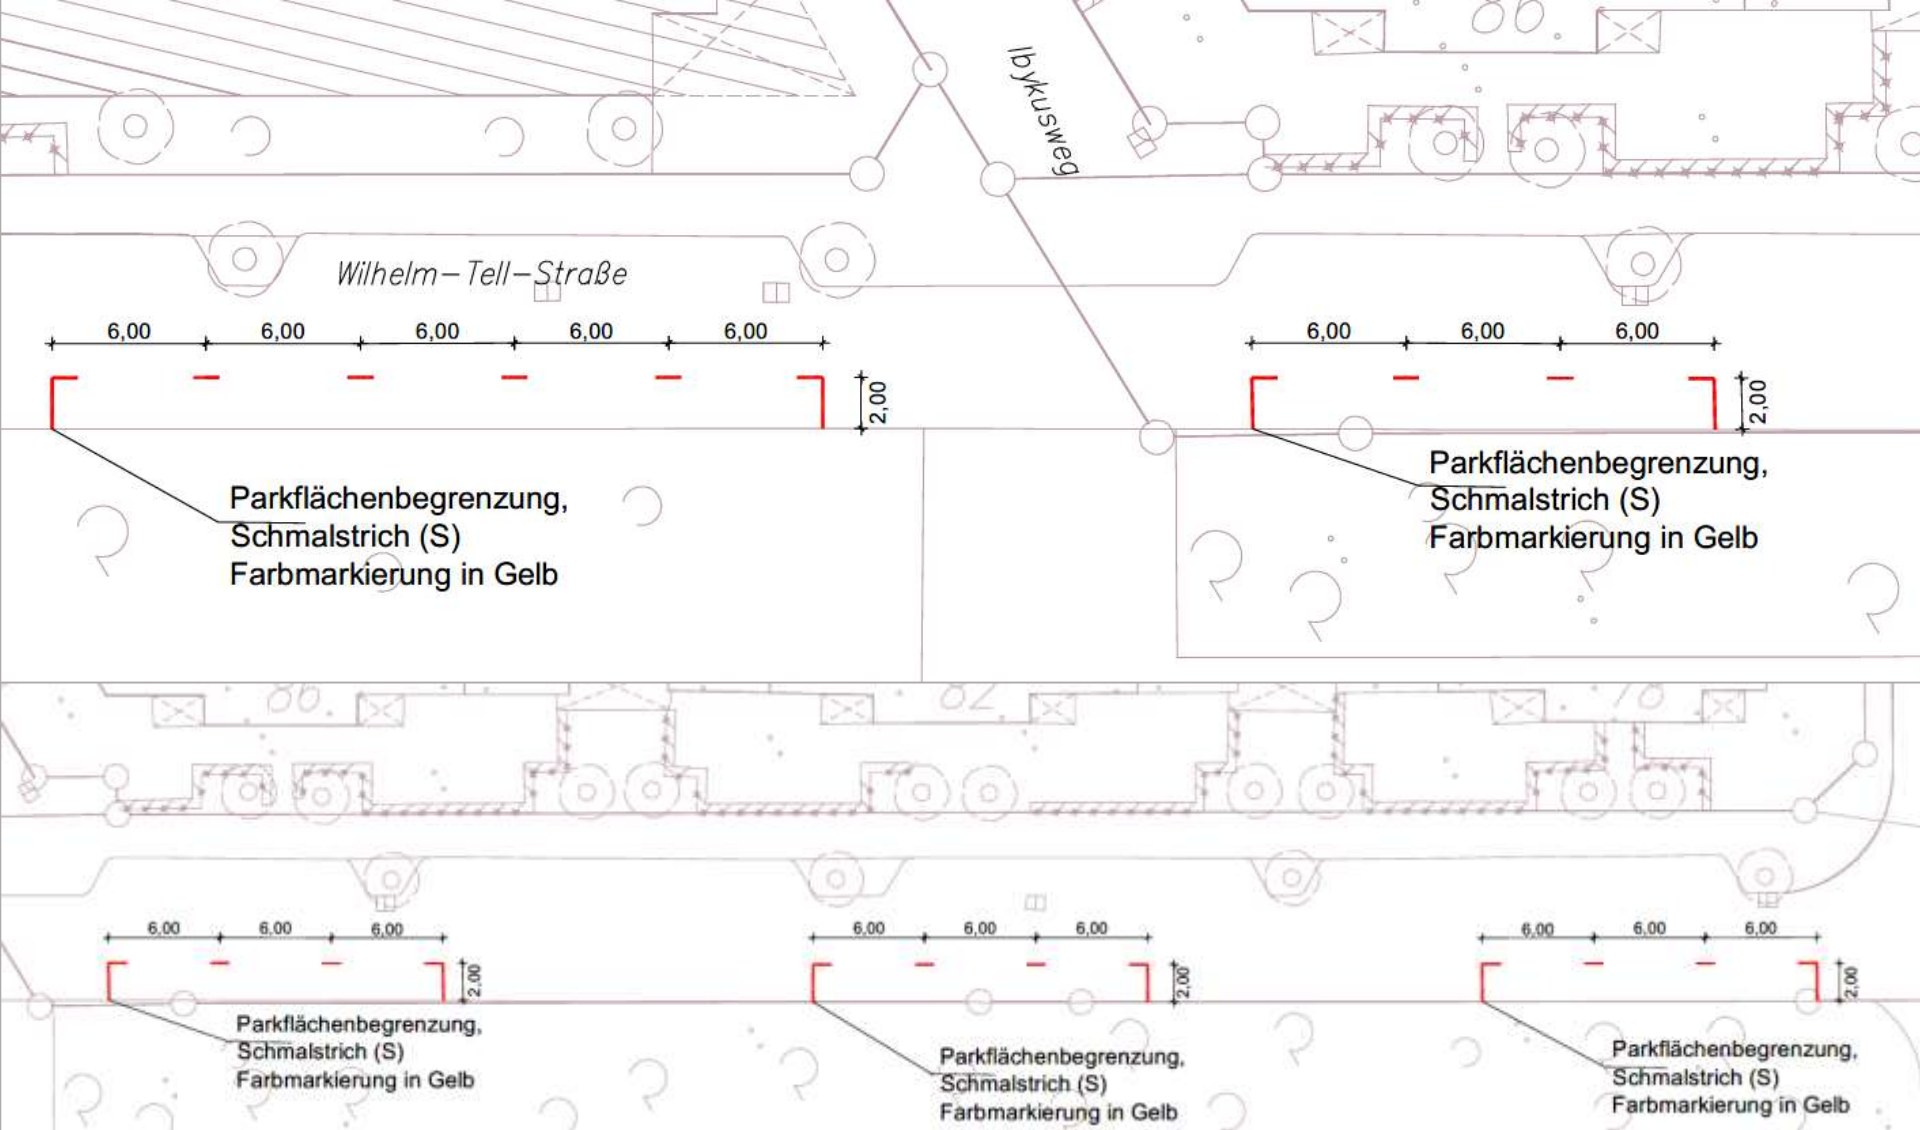 Ibykusweg
Wilhelm-Tell-Straße
6,00 6,00 6,00 6,00 6,00
2,00
6,00 6,00 6,00
2,00
Parkflächenbegrenzung,
Schmalstrich (S)
Farbmarkierung in Gelb
Parkflächenbegrenzung,
Schmalstrich (S)
Farbmarkierung in Gelb
6,00 6,00 6,00
2,00
6,00 6,00 6,00
2,00
6,00 6,00 6,00
2,00
Parkflächenbegrenzung,
Schmalstrich (S)
Farbmarkierung in Gelb
Parkflächenbegrenzung,
Schmalstrich (S)
Farbmarkierung in Gelb
Parkflächenbegrenzung,
Schmalstrich (S)
Farbmarkierung in Gelb